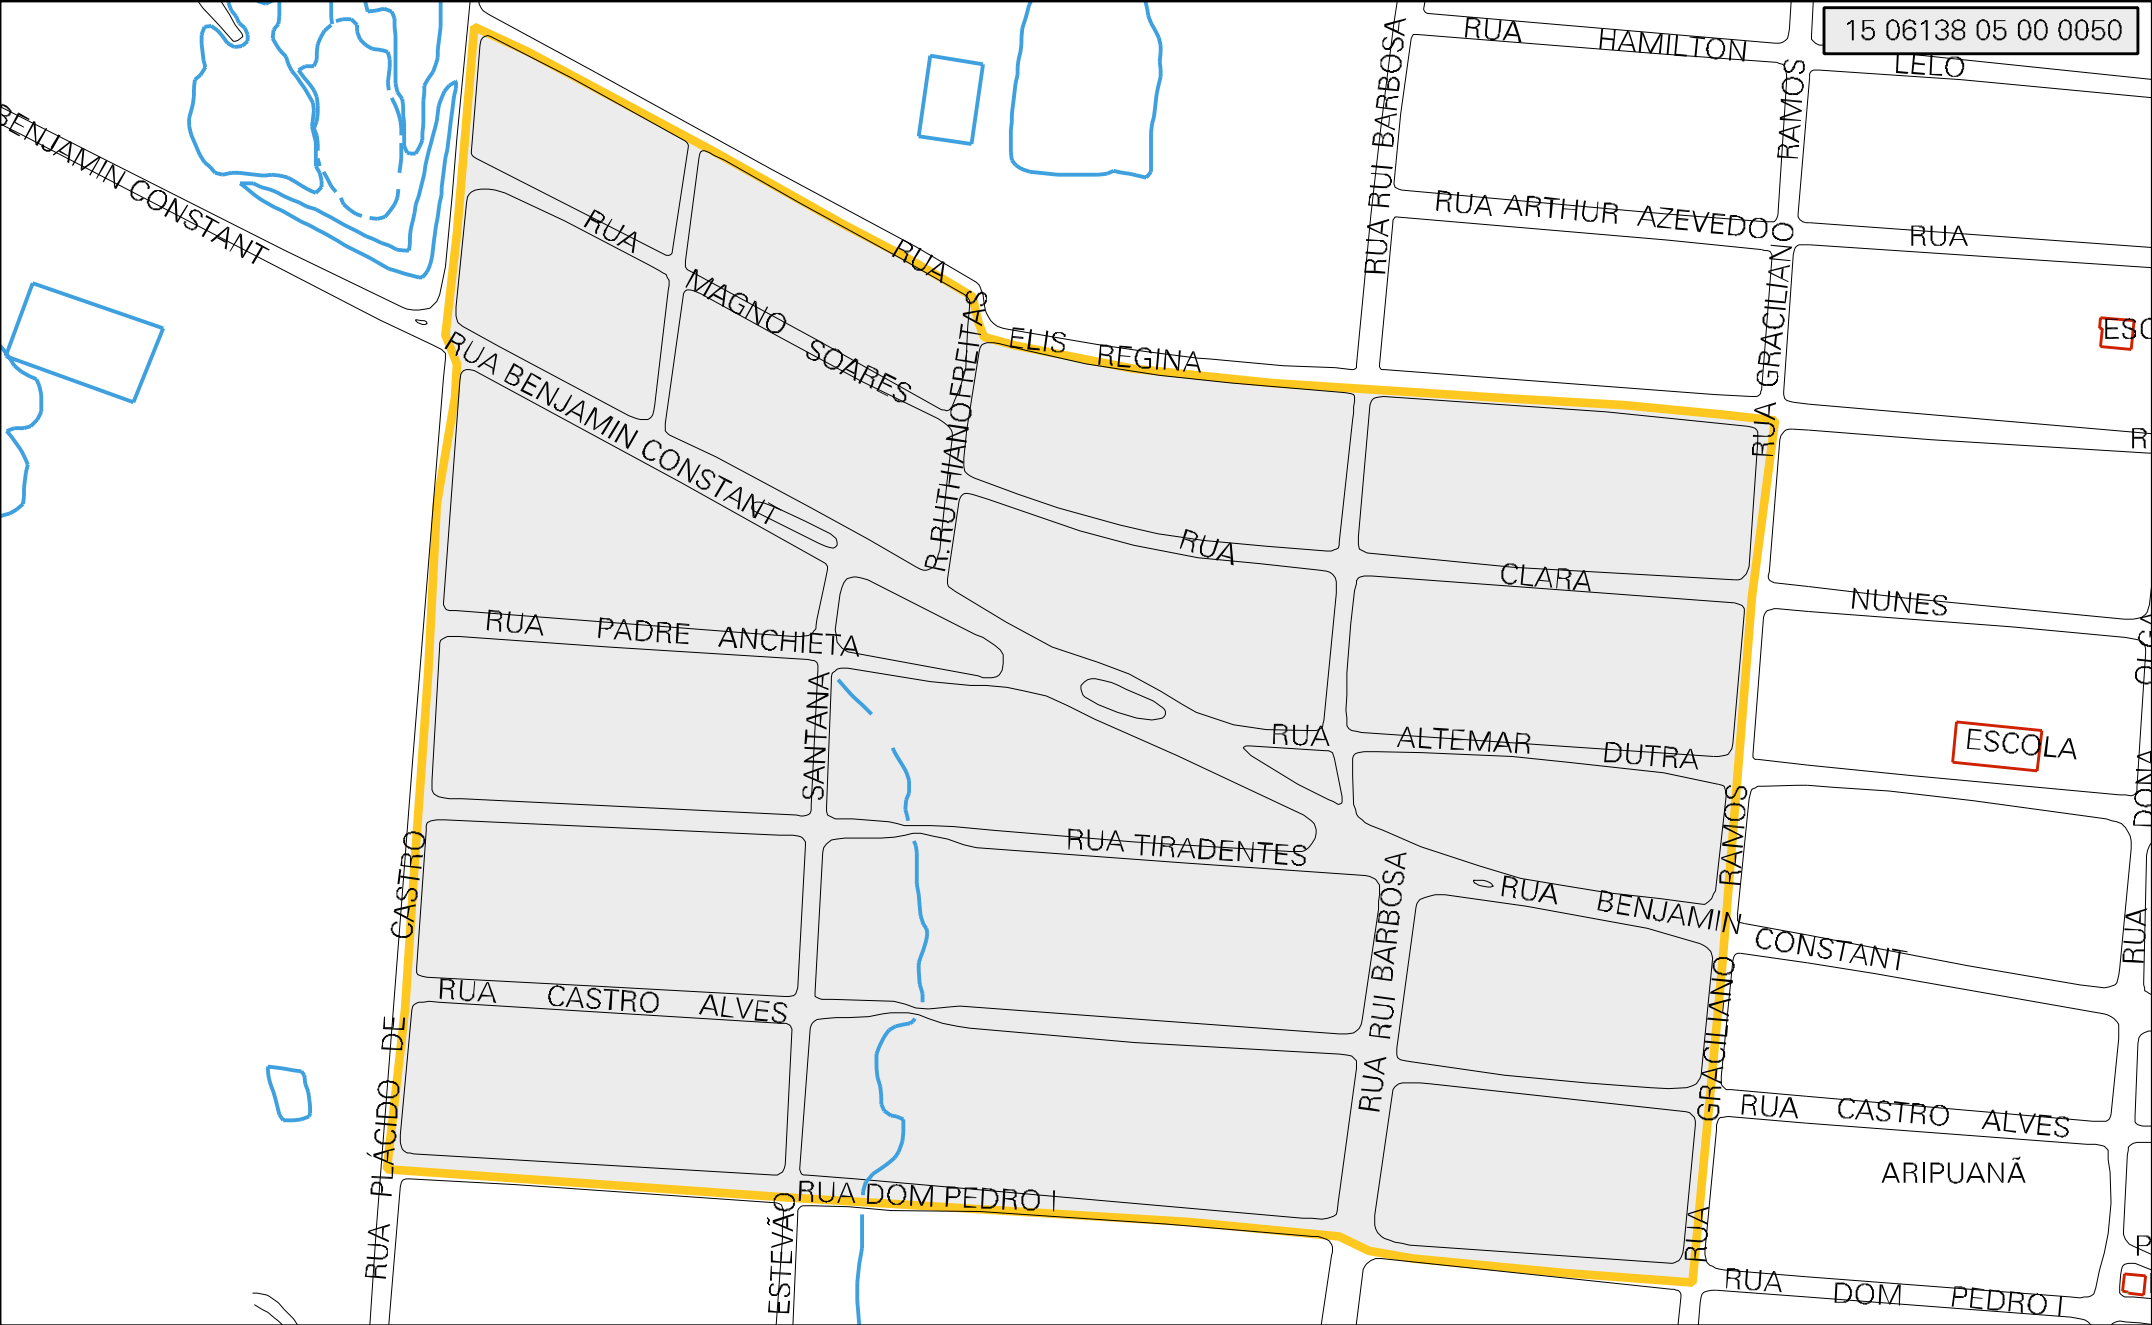 15 06138 05 00 0050
RUA HAMILTON LELO
RUA RUI BARBOSA
RUA GRACILIANO RAMOS
BENJAMIN CONSTANT
RUA ARTHUR AZEVEDO
RUA
RUA ELIS REGINA
RUA MAGNO SOARES
R. RUTHIANO FREITAS
ESC
R
RUA BENJAMIN CONSTANT
RUA CLARA NUNES
RUA PADRE ANCHIETA
RUA ALTEMAR DUTRA
ESCOLA
RUA DONA
ESTEVÃO SANTANA
RUA TIRADENTES
RUA PLÁCIDO DE CASTRO
RUA RUI BARBOSA
RUA BENJAMIN CONSTANT
RUA GRACILIANO RAMOS
RUA CASTRO ALVES
RUA CASTRO ALVES
ARIPUANÃ
RUA DOM PEDRO I
P
RUA DOM PEDRO I